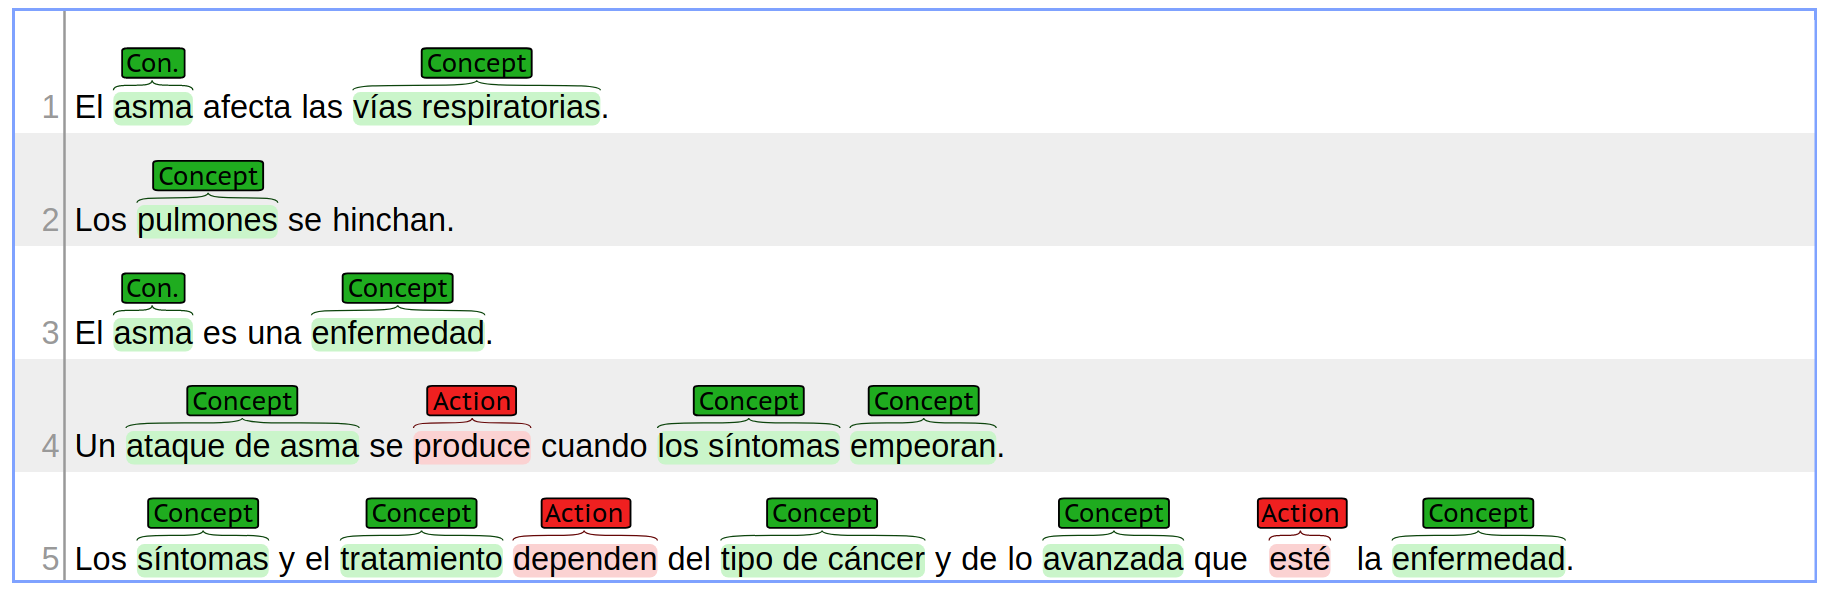 Con. Concept
1 El asma afecta las vías respiratorias.
Concept
2 Los pulmones se hinchan.
Con. Concept
3 El asma es una enfermedad.
Concept Action Concept Concept
4 Un ataque de asma se produce cuando los síntomas empeoran.
Concept Concept Action Concept Concept Action Concept
5 Los síntomas y el tratamiento dependen del tipo de cáncer y de lo avanzada que esté la enfermedad.